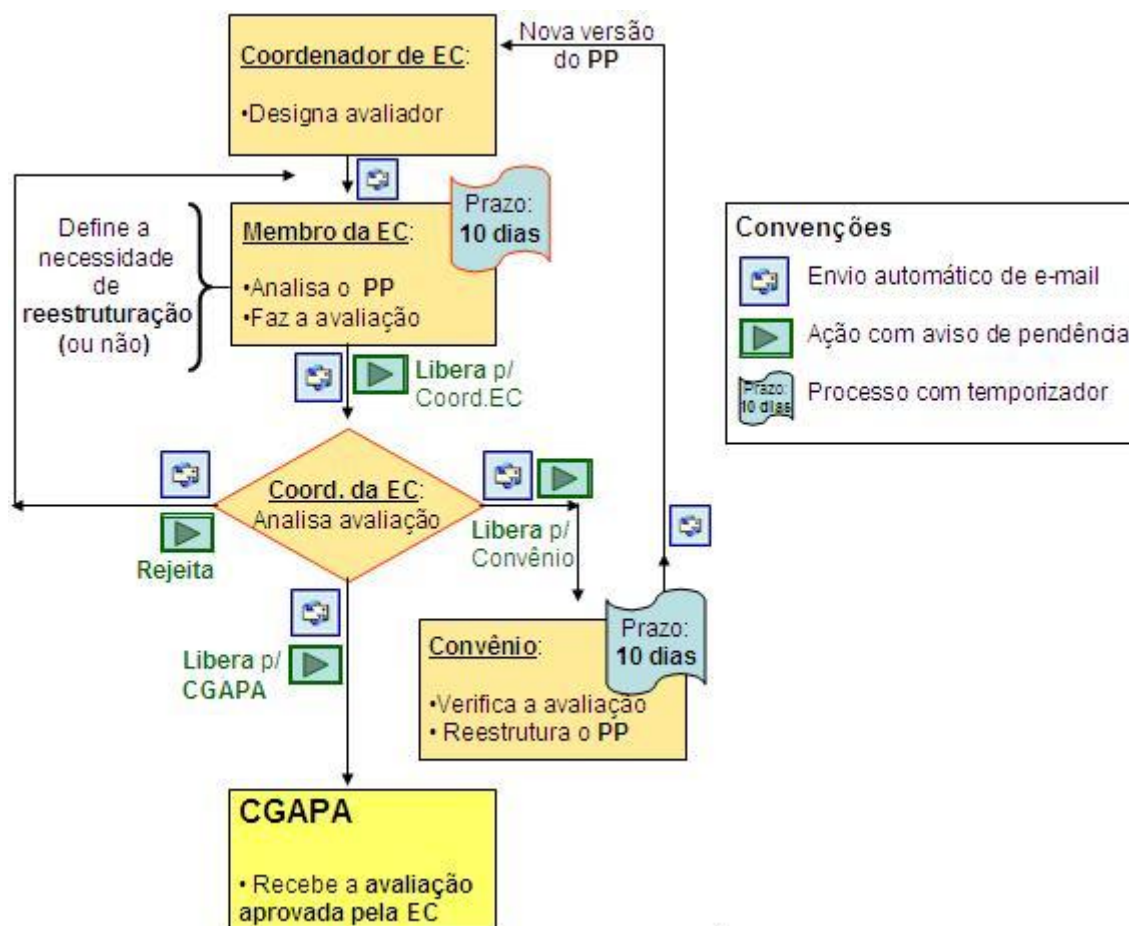 Coordenador de EC:
•Designa avaliador
Nova versão
do PP
Prazo:
10 dias
Define a
necessidade
de
reestruturação
(ou não)
Membro da EC:
•Analisa o PP
•Faz a avaliação
Libera p/
Coord.EC
Coord. da EC:
Analisa avaliação
Rejeita
Libera p/
Convênio
Libera p/
CGAPA
Prazo:
10 dias
Convênio:
•Verifica a avaliação
• Reestrutura o PP
CGAPA
• Recebe a avaliação
aprovada pela EC
Convenções
Envio automático de e-mail
Ação com aviso de pendência
Prazo:
10 dias
Processo com temporizador